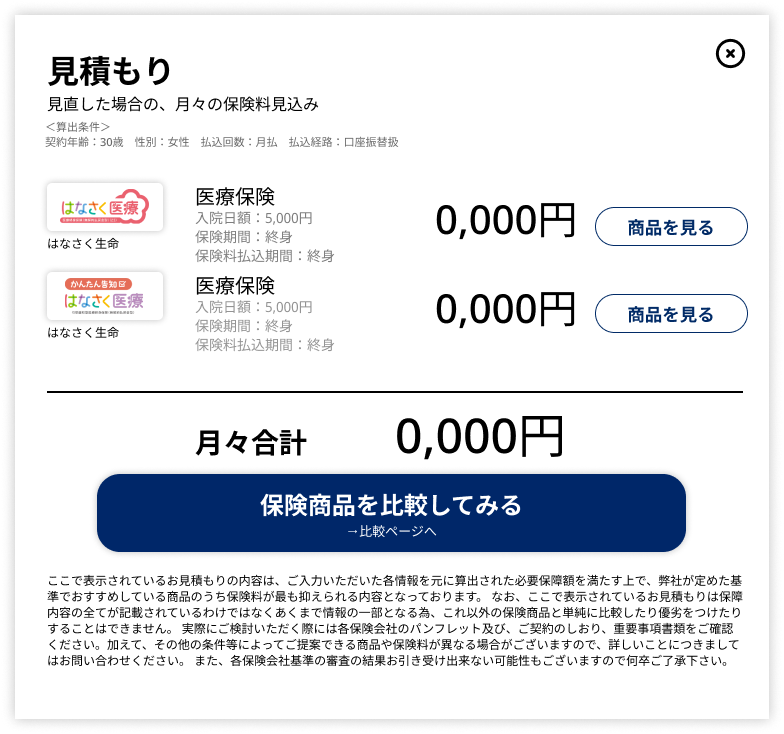 見積もり
見直した場合の、月々の保険料見込み
＜算出条件＞
契約年齢：30歳　性別：女性　払込回数：月払　払込経路：口座振替扱
はなさく医療
はなさく生命
医療保険
入院日額：5,000円
保険期間：終身
保険料払込期間：終身
0,000円
商品を見る
かんたん告知
はなさく医療
はなさく生命
医療保険
入院日額：5,000円
保険期間：終身
保険料払込期間：終身
0,000円
商品を見る
月々合計
0,000円
保険商品を比較してみる
→比較ページへ
ここで表示されているお見積もりの内容は、ご入力いただいた各情報を元に算出された必要保障額を満たす上で、弊社が定めた基
準でおすすめしている商品のうち保険料が最も抑えられる内容となっております。 なお、ここで表示されているお見積もりは保障
内容の全てが記載されているわけではなくあくまで情報の一部となる為、これ以外の保険商品と単純に比較したり優劣をつけたり
することはできません。 実際にご検討いただく際には各保険会社のパンフレット及び、ご契約のしおり、重要事項書類をご確認
ください。加えて、その他の条件等によってご提案できる商品や保険料が異なる場合がございますので、詳しいことにつきまして
はお問い合わせください。 また、各保険会社基準の審査の結果お引き受け出来ない可能性もございますので何卒ご了承下さい。